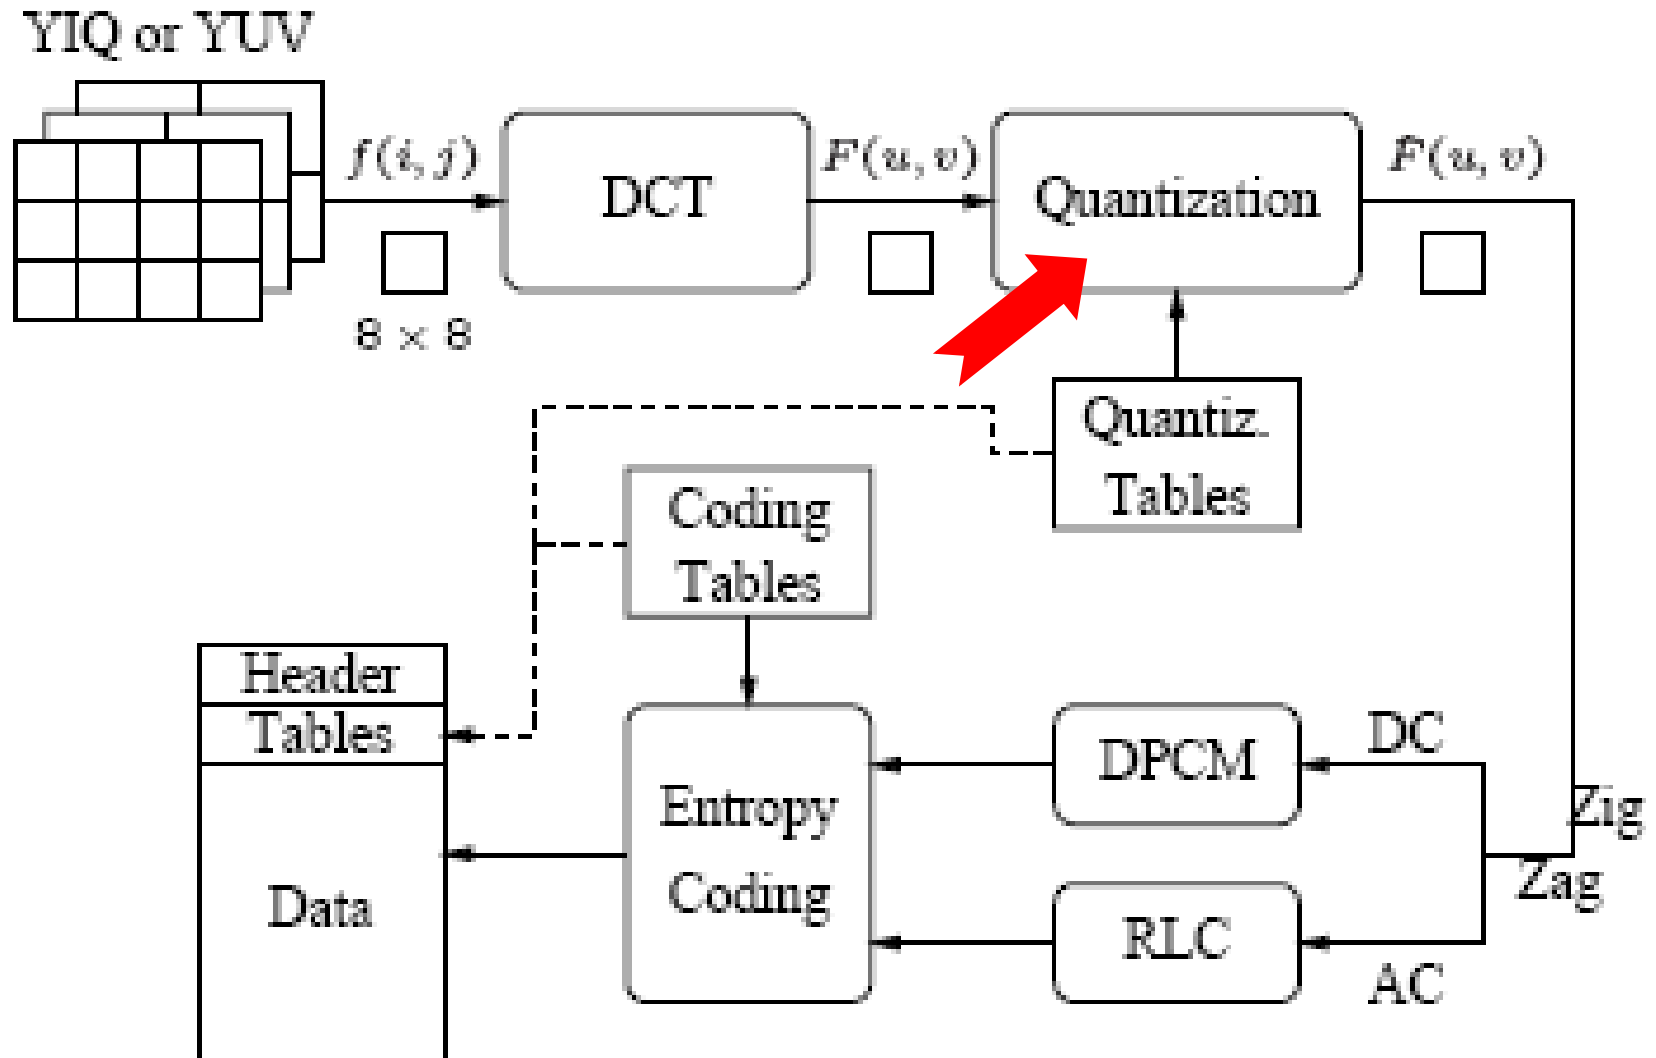 YIQ or YUV
f(i, j)
DCT
F(u, v)
Quantization
F̂(u, v)
8 × 8
Quantiz.
Tables
Coding
Tables
Header
Tables
Data
Entropy
Coding
DPCM
DC
Zig
Zag
RLC
AC